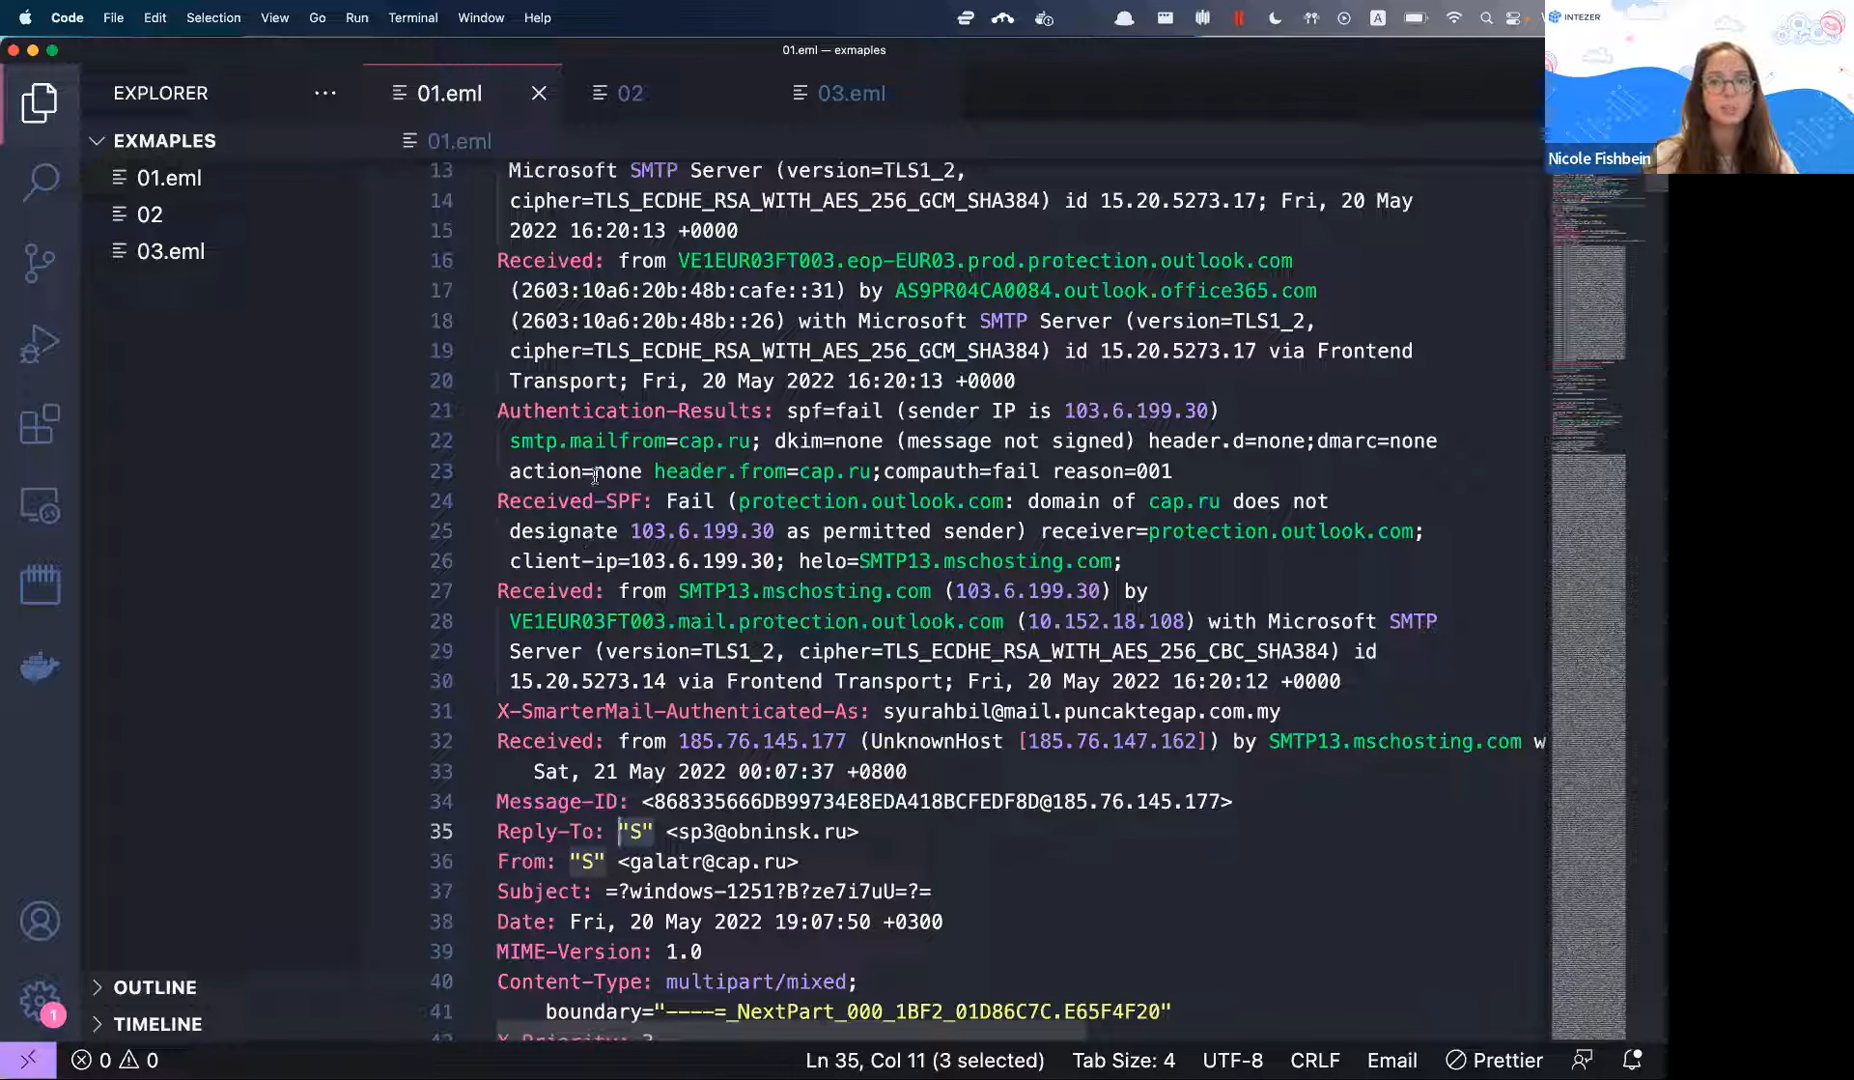 Code File Edit Selection View Go Run Terminal Window Help
A
INTEZER
Nicole Fishbein
01.eml — exmaples
EXPLORER ···
01.eml
02
03.eml
EXMAPLES
01.eml
02
03.eml
01.eml
13 Microsoft SMTP Server (version=TLS1_2,
14 cipher=TLS_ECDHE_RSA_WITH_AES_256_GCM_SHA384) id 15.20.5273.17; Fri, 20 May
15 2022 16:20:13 +0000
16 Received: from VE1EUR03FT003.eop-EUR03.prod.protection.outlook.com
17 (2603:10a6:20b:48b:cafe::31) by AS9PR04CA0084.outlook.office365.com
18 (2603:10a6:20b:48b::26) with Microsoft SMTP Server (version=TLS1_2,
19 cipher=TLS_ECDHE_RSA_WITH_AES_256_GCM_SHA384) id 15.20.5273.17 via Frontend
20 Transport; Fri, 20 May 2022 16:20:13 +0000
21 Authentication-Results: spf=fail (sender IP is 103.6.199.30)
22 smtp.mailfrom=cap.ru; dkim=none (message not signed) header.d=none;dmarc=none
23 action=none header.from=cap.ru;compauth=fail reason=001
24 Received-SPF: Fail (protection.outlook.com: domain of cap.ru does not
25 designate 103.6.199.30 as permitted sender) receiver=protection.outlook.com;
26 client-ip=103.6.199.30; helo=SMTP13.mschosting.com;
27 Received: from SMTP13.mschosting.com (103.6.199.30) by
28 VE1EUR03FT003.mail.protection.outlook.com (10.152.18.108) with Microsoft SMTP
29 Server (version=TLS1_2, cipher=TLS_ECDHE_RSA_WITH_AES_256_CBC_SHA384) id
30 15.20.5273.14 via Frontend Transport; Fri, 20 May 2022 16:20:12 +0000
31 X-SmarterMail-Authenticated-As: syurahbil@mail.puncaktegap.com.my
32 Received: from 185.76.145.177 (UnknownHost [185.76.147.162]) by SMTP13.mschosting.com w
33 Sat, 21 May 2022 00:07:37 +0800
34 Message-ID: <868335666DB99734E8EDA418BCFEDF8D@185.76.145.177>
35 Reply-To: "S" <sp3@obninsk.ru>
36 From: "S" <galatr@cap.ru>
37 Subject: =?windows-1251?B?ze7i7uU=?=
38 Date: Fri, 20 May 2022 19:07:50 +0300
39 MIME-Version: 1.0
40 Content-Type: multipart/mixed;
41 boundary="----=_NextPart_000_1BF2_01D86C7C.E65F4F20"
OUTLINE
TIMELINE
1
0 0
Ln 35, Col 11 (3 selected) Tab Size: 4 UTF-8 CRLF Email Prettier